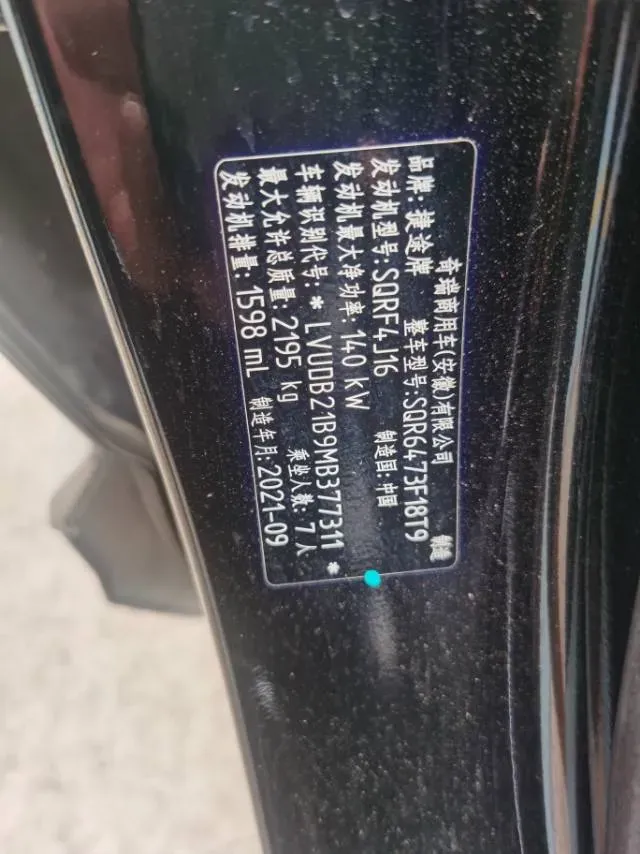 奇瑞商用车(安徽)有限公司 制造
品牌: 捷途牌 整车型号: SQR6473F18T9
发动机型号: SQRF4J16 制造国: 中国
发动机最大净功率: 140 kW
车辆识别代号: * LVUDB21B9MB377311 *
最大允许总质量: 2195 kg 乘坐人数: 7人
发动机排量: 1598 mL 制造年月: 2021-09